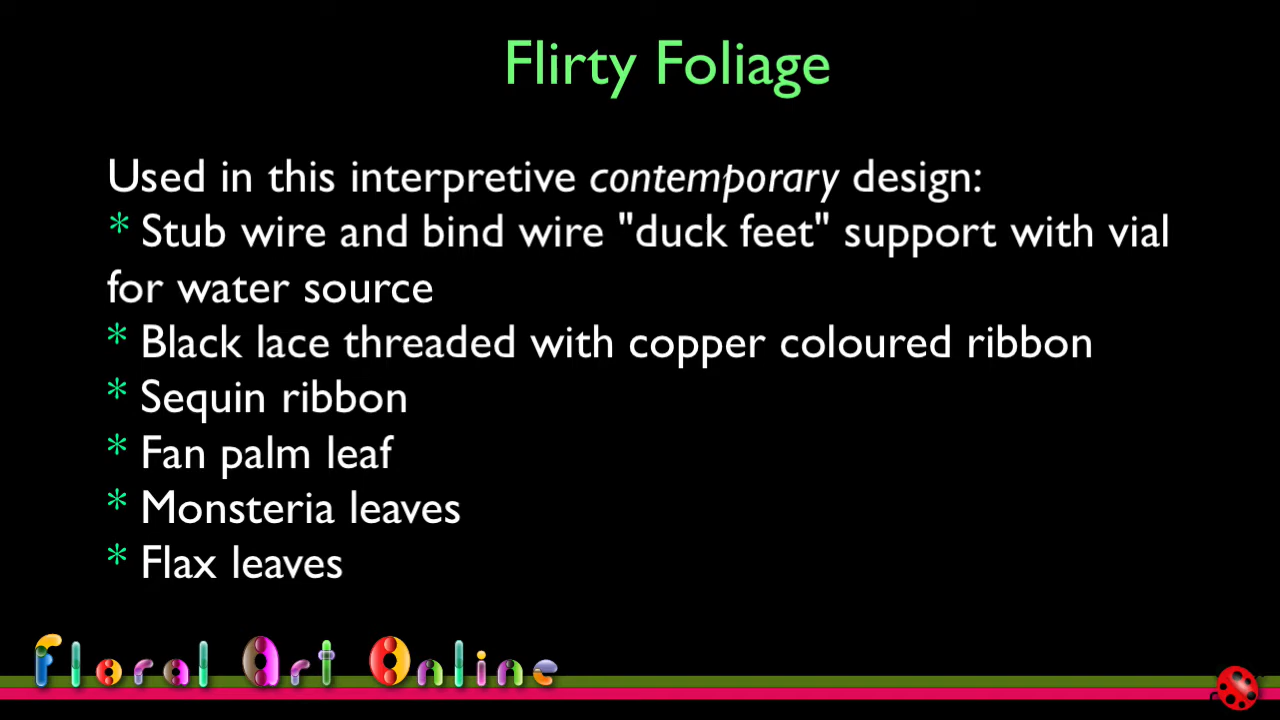 Flirty Foliage
Used in this interpretive contemporary design:
* Stub wire and bind wire "duck feet" support with vial
for water source
* Black lace threaded with copper coloured ribbon
* Sequin ribbon
* Fan palm leaf
* Monsteria leaves
* Flax leaves
Floral Art Online